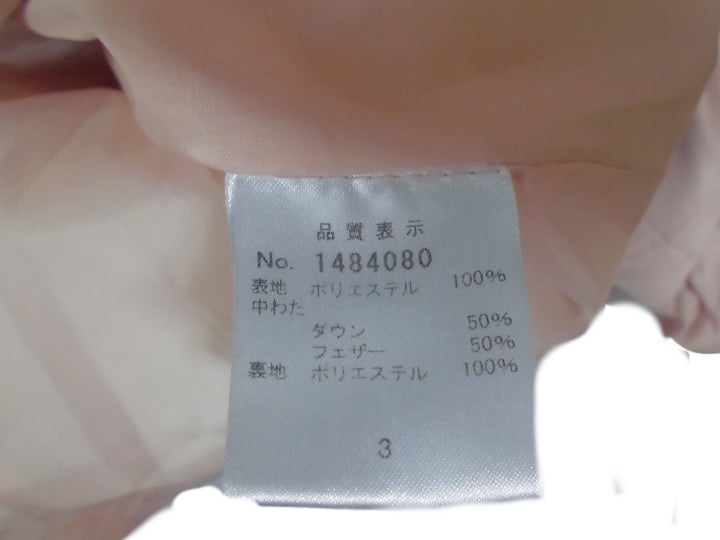 品質表示
No. 1484080
表地 ポリエステル 100%
中わた
ダウン 50%
フェザー 50%
裏地 ポリエステル 100%
3